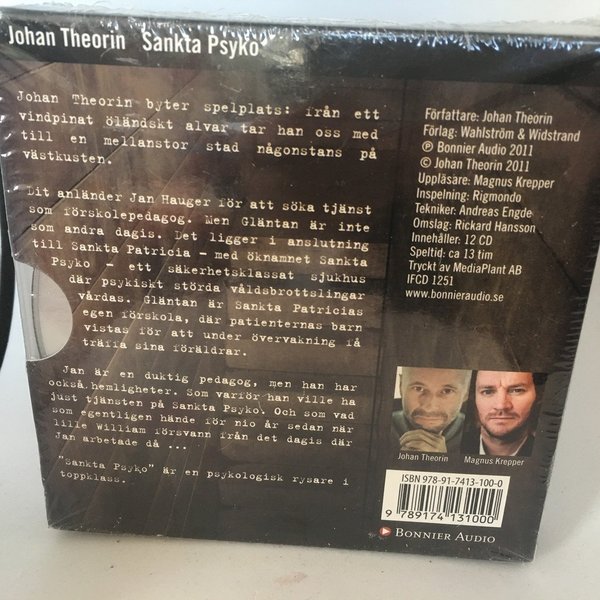 Johan Theorin Sankta Psyko
Johan Theorin byter spelplats: från ett
vindpinat öländskt alvar tar han oss med
till en mellanstor stad någonstans på
västkusten.
Dit anländer Jan Hauger för att söka tjänst
som förskolepedagog. Men Gläntan är inte
som andra dagis. Det ligger i anslutning
till Sankta Patricia – med öknamnet Sankta
Psyko – ett säkerhetsklassat sjukhus
där psykiskt störda våldsbrottslingar
vårdas. Gläntan är Sankta Patricias
egen förskola, där patienternas barn
vistas för att under övervakning få
träffa sina föräldrar.
Jan är en duktig pedagog, men han har
också hemligheter. Som varför han ville ha
just tjänsten på Sankta Psyko. Och som vad
som egentligen hände för nio år sedan när
lille William försvann från det dagis där
Jan arbetade då ...
"Sankta Psyko" är en psykologisk rysare i
toppklass.
Författare: Johan Theorin
Förlag: Wahlström & Widstrand
℗ Bonnier Audio 2011
© Johan Theorin 2011
Uppläsare: Magnus Krepper
Inspelning: Rigmondo
Tekniker: Andreas Engde
Omslag: Rickard Hansson
Innehåller: 12 CD
Speltid: ca 13 tim
Tryckt av MediaPlant AB
IFCD 1251
www.bonnieraudio.se
Johan Theorin Magnus Krepper
ISBN 978-91-7413-100-0
9 789174 131000
BONNIER AUDIO